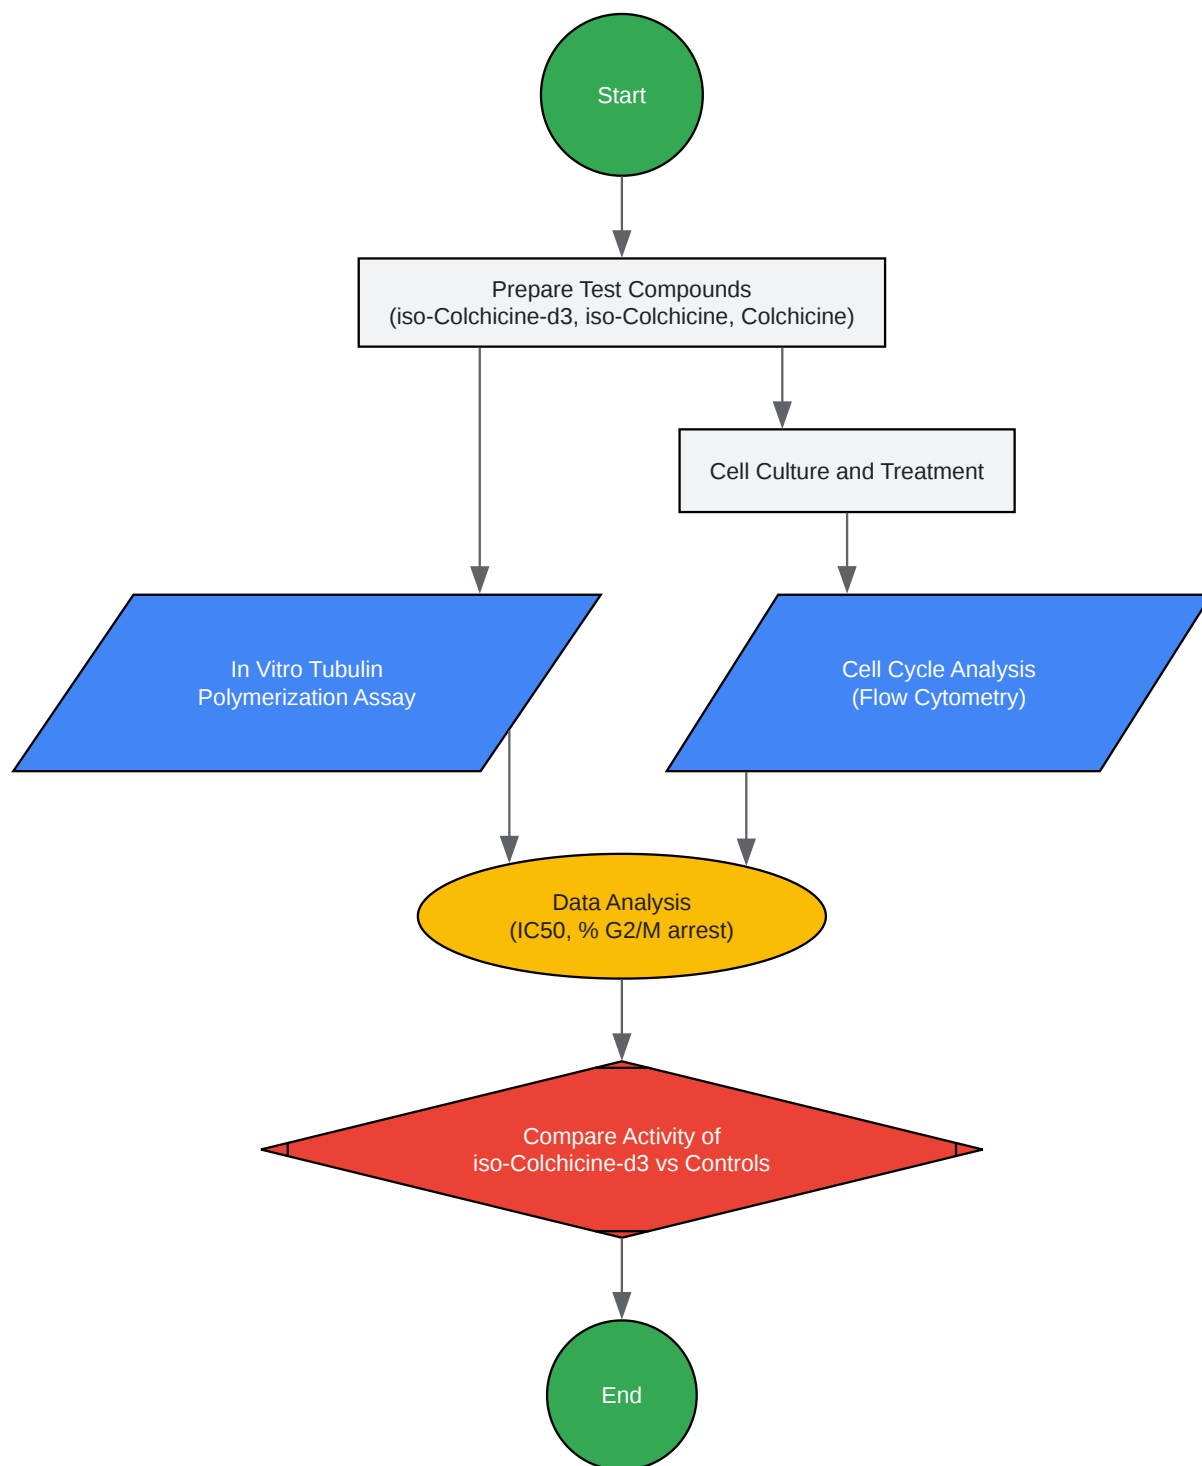 Start
Prepare Test Compounds
(iso-Colchicine-d3, iso-Colchicine, Colchicine)
Cell Culture and Treatment
In Vitro Tubulin
Polymerization Assay
Cell Cycle Analysis
(Flow Cytometry)
Data Analysis
(IC50, % G2/M arrest)
Compare Activity of
iso-Colchicine-d3 vs Controls
End